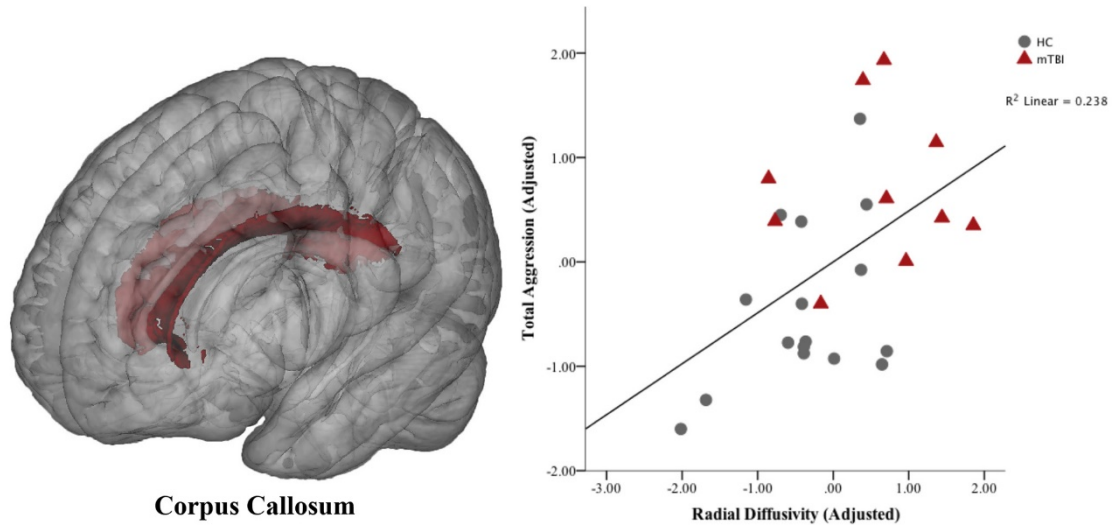 Corpus Callosum
Total Aggression (Adjusted)
2.00
1.00
.00
-1.00
-2.00
-3.00
-2.00
-1.00
.00
1.00
2.00
Radial Diffusivity (Adjusted)
HC
mTBI
R² Linear = 0.238